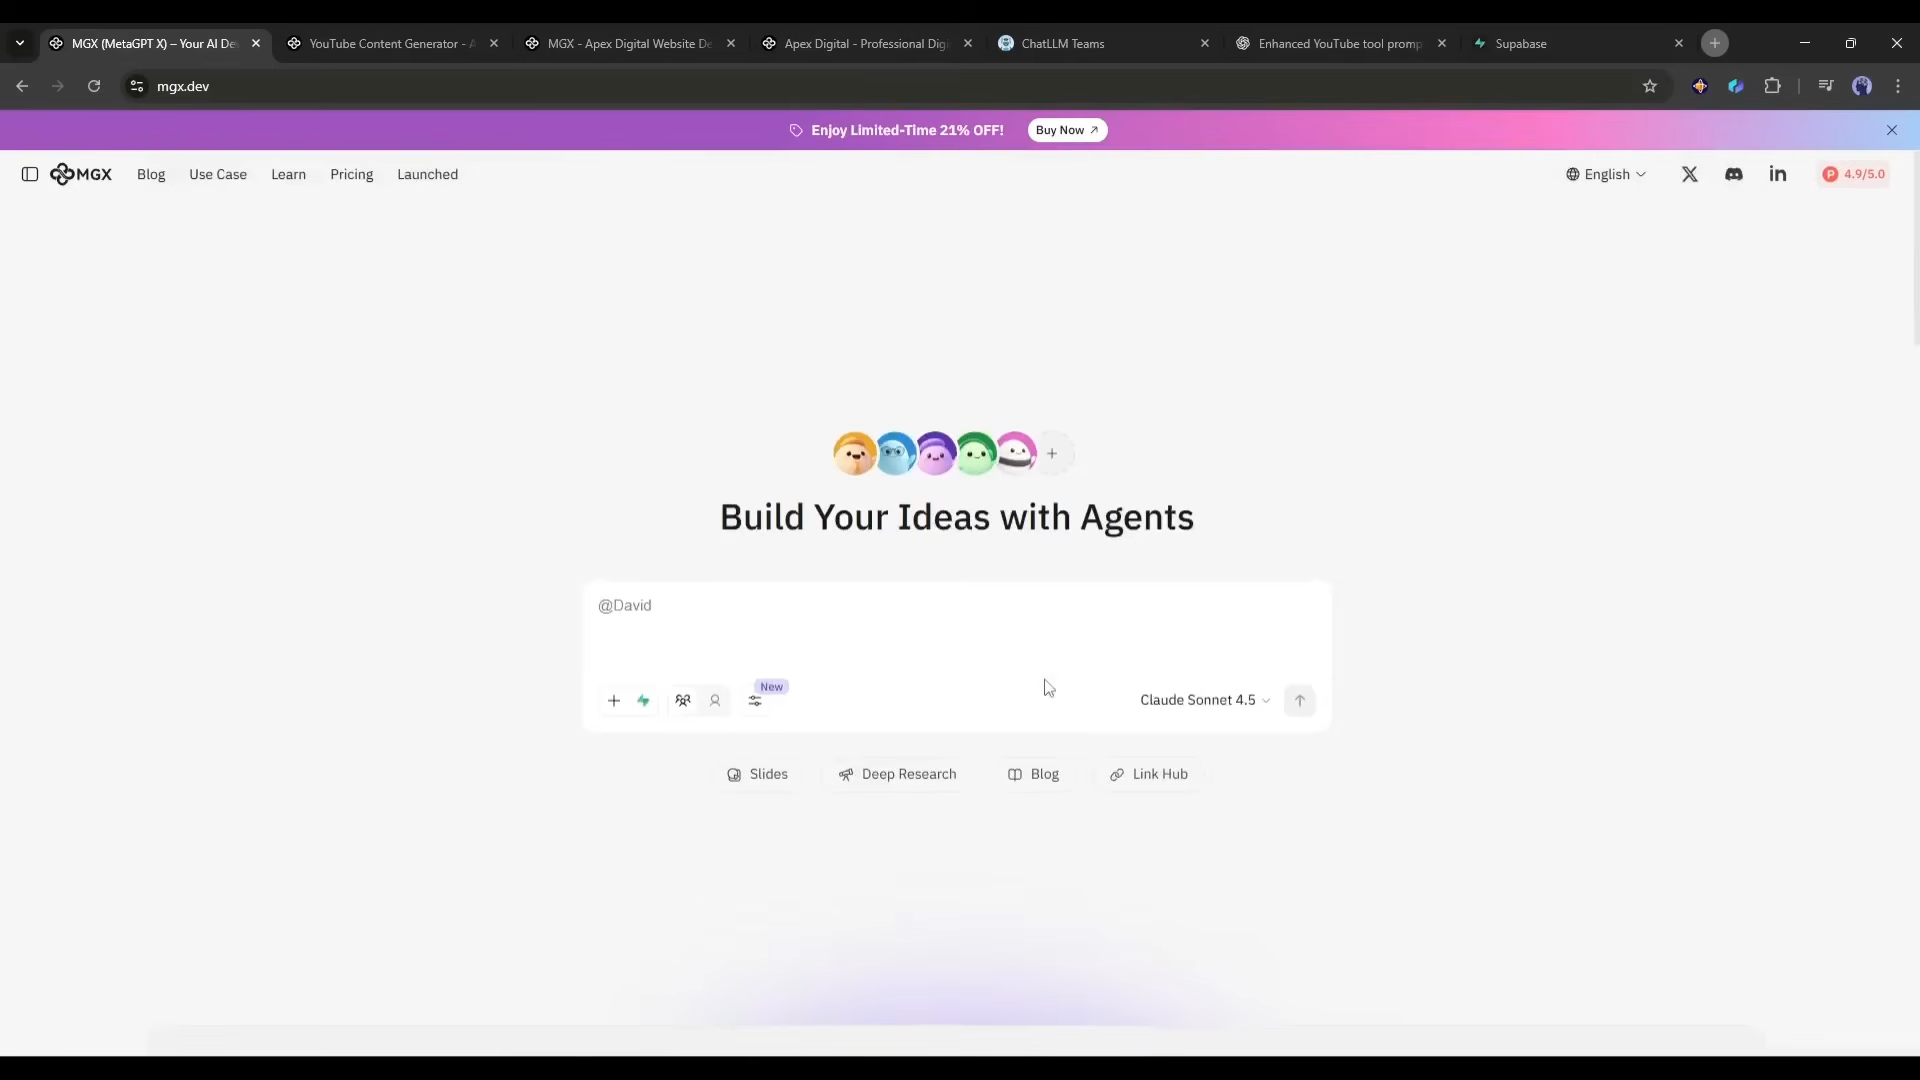 MGX (MetaGPT X) – Your AI De
YouTube Content Generator - A
MGX - Apex Digital Website De
Apex Digital - Professional Digi
ChatLLM Teams
Enhanced YouTube tool promp
Supabase
mgx.dev
Enjoy Limited-Time 21% OFF!
Buy Now
MGX
Blog
Use Case
Learn
Pricing
Launched
English
4.9/5.0
Build Your Ideas with Agents
@David
New
Claude Sonnet 4.5
Slides
Deep Research
Blog
Link Hub